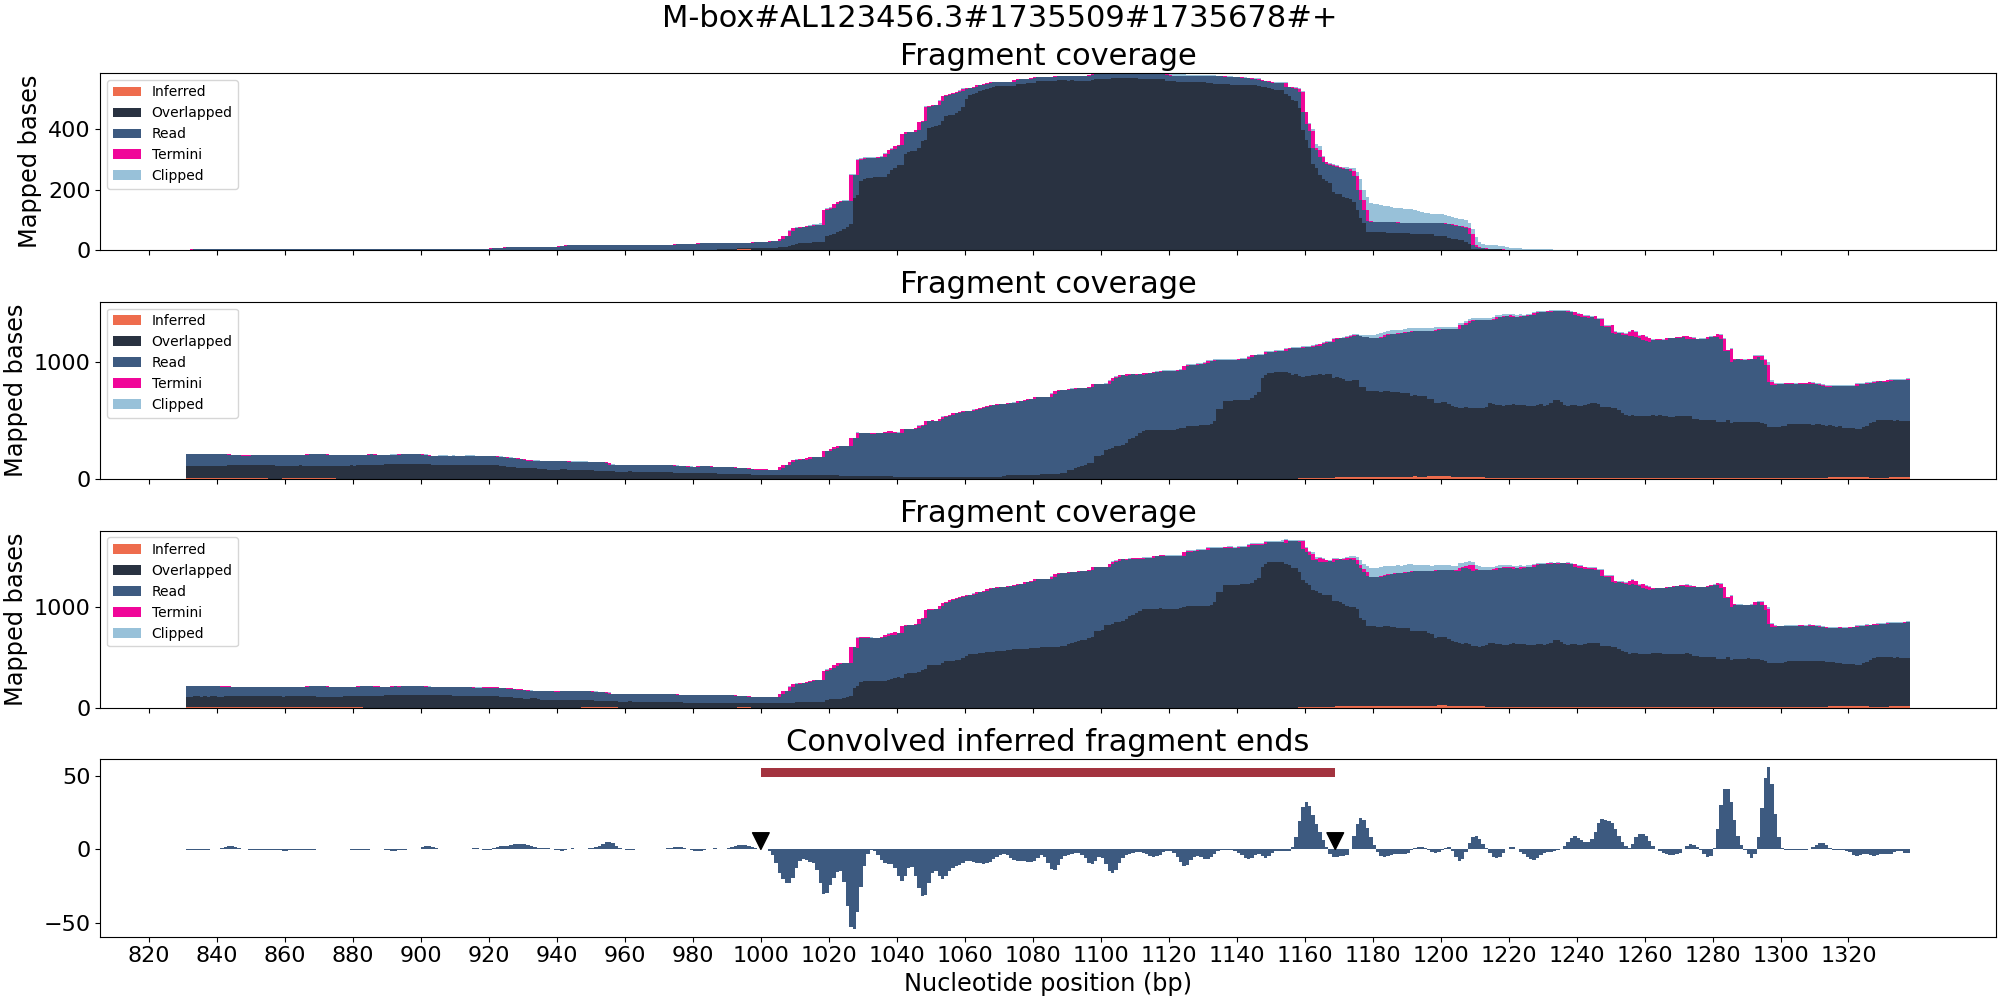 M-box#AL123456.3#1735509#1735678#+
Fragment coverage
Mapped bases
400
200
0
Inferred
Overlapped
Read
Termini
Clipped
Fragment coverage
Mapped bases
1000
0
Inferred
Overlapped
Read
Termini
Clipped
Fragment coverage
Mapped bases
1000
0
Inferred
Overlapped
Read
Termini
Clipped
Convolved inferred fragment ends
50
0
−50
820 840 860 880 900 920 940 960 980 1000 1020 1040 1060 1080 1100 1120 1140 1160 1180 1200 1220 1240 1260 1280 1300 1320
Nucleotide position (bp)